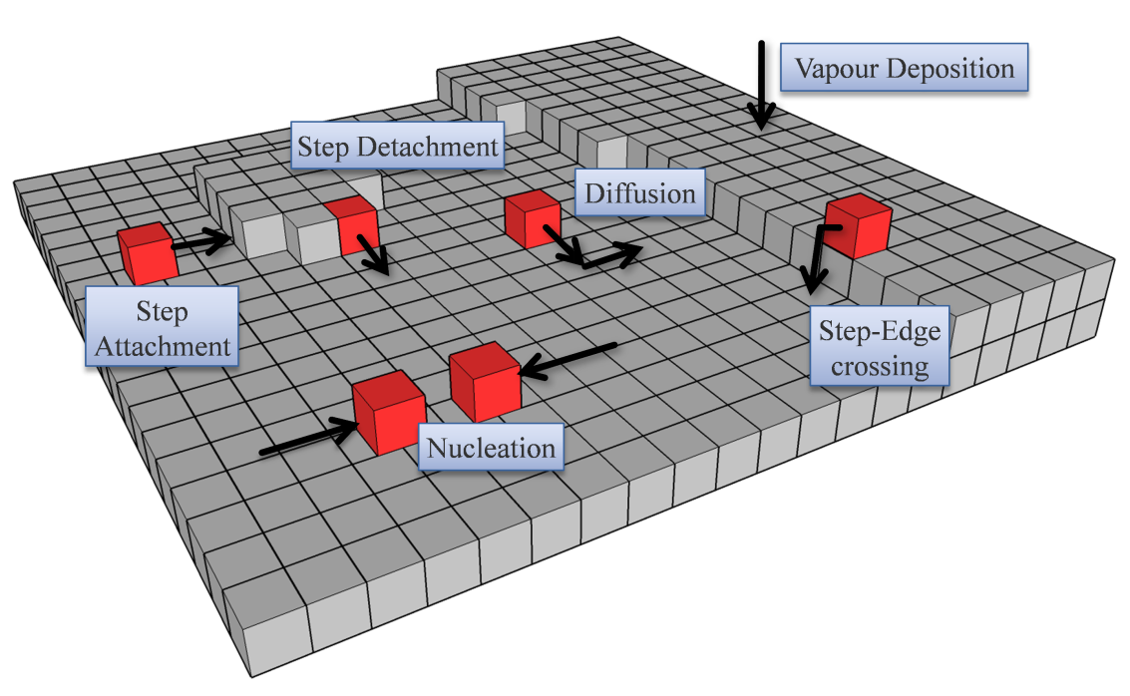 Vapour Deposition
Step Detachment
Diffusion
Step
Attachment
Step-Edge
crossing
Nucleation